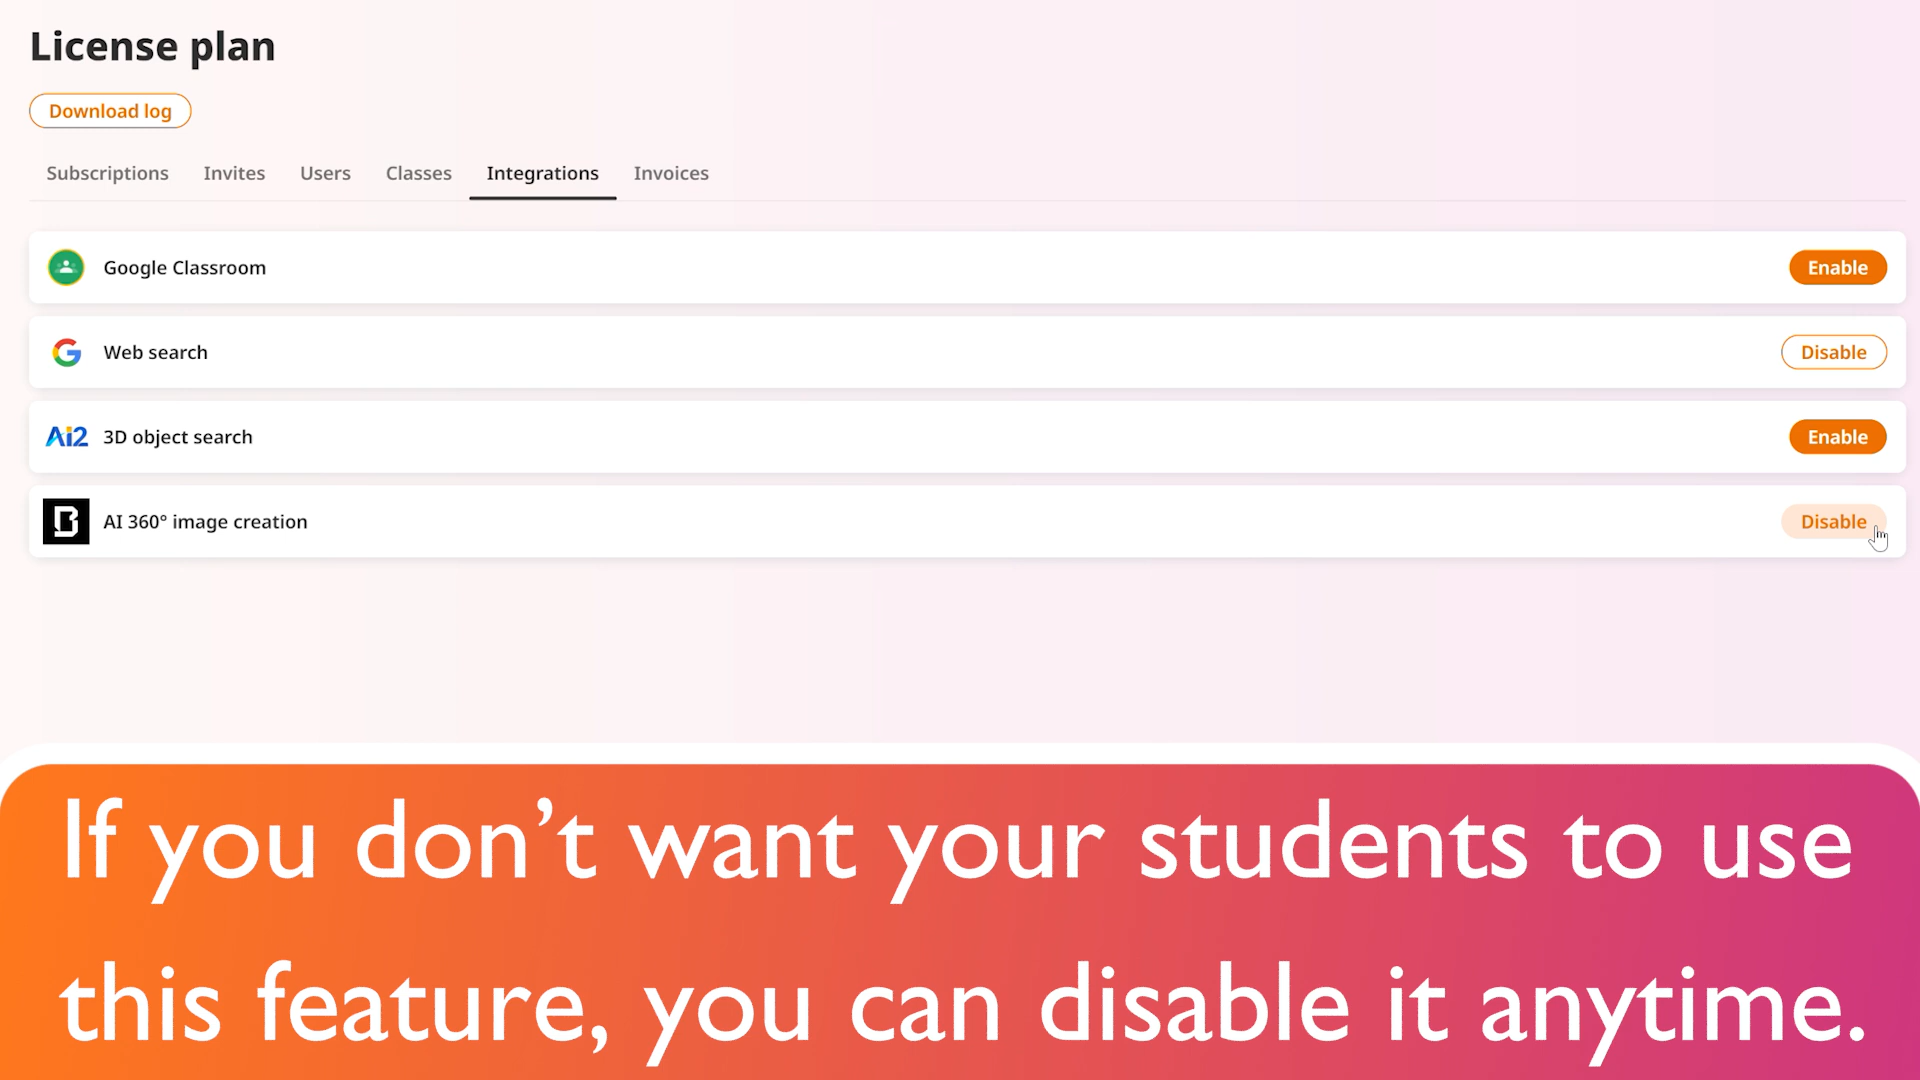 License plan
Download log
Subscriptions Invites Users Classes Integrations Invoices
Google Classroom Enable
Web search Disable
Ai2 3D object search Enable
AI 360° image creation Disable
If you don’t want your students to use
this feature, you can disable it anytime.